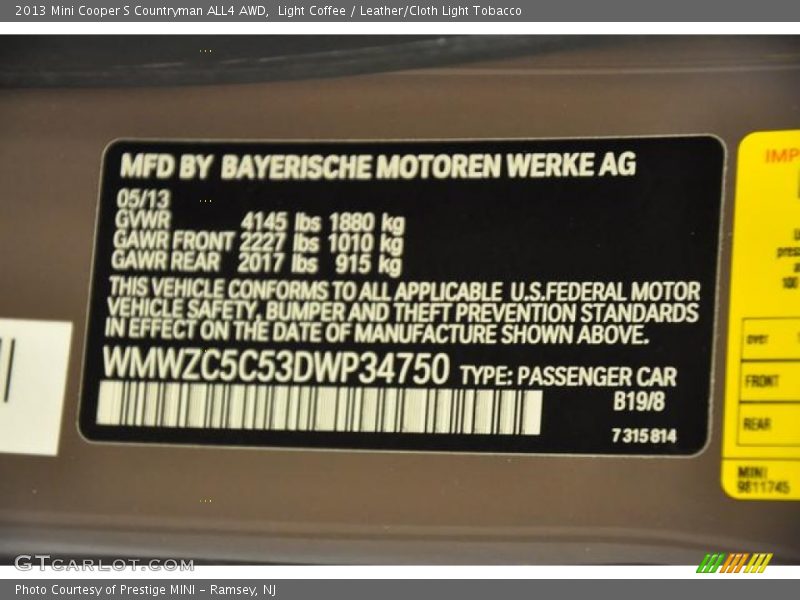 2013 Mini Cooper S Countryman ALL4 AWD,  Light Coffee / Leather/Cloth Light Tobacco
MFD BY BAYERISCHE MOTOREN WERKE AG
05/13
GVWR 4145 lbs 1880 kg
GAWR FRONT 2227 lbs 1010 kg
GAWR REAR 2017 lbs 915 kg
THIS VEHICLE CONFORMS TO ALL APPLICABLE U.S.FEDERAL MOTOR
VEHICLE SAFETY, BUMPER AND THEFT PREVENTION STANDARDS
IN EFFECT ON THE DATE OF MANUFACTURE SHOWN ABOVE.
WMWZC5C53DWP34750 TYPE: PASSENGER CAR
B19/8
7 315 814
IMP
over
FRONT
REAR
MINI
9811745
GTcarlot.com
Photo Courtesy of Prestige MINI - Ramsey, NJ